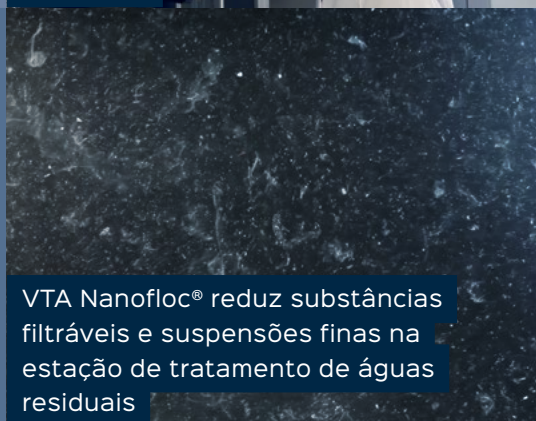 VTA Nanofloc® reduz substâncias
filtráveis e suspensões finas na
estação de tratamento de águas
residuais